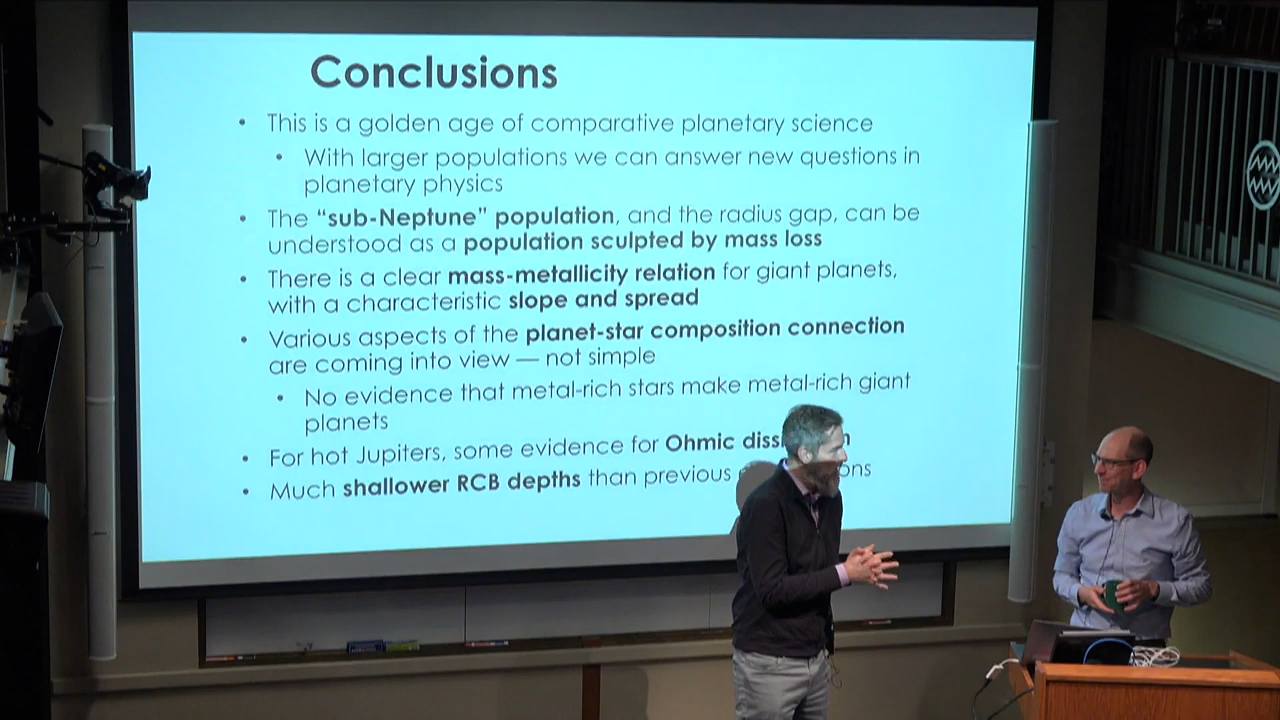 Conclusions
• This is a golden age of comparative planetary science
• With larger populations we can answer new questions in
planetary physics
• The “sub-Neptune” population, and the radius gap, can be
understood as a population sculpted by mass loss
• There is a clear mass-metallicity relation for giant planets,
with a characteristic slope and spread
• Various aspects of the planet-star composition connection
are coming into view — not simple
• No evidence that metal-rich stars make metal-rich giant
planets
• For hot Jupiters, some evidence for Ohmic
• Much shallower RCB depths than previous